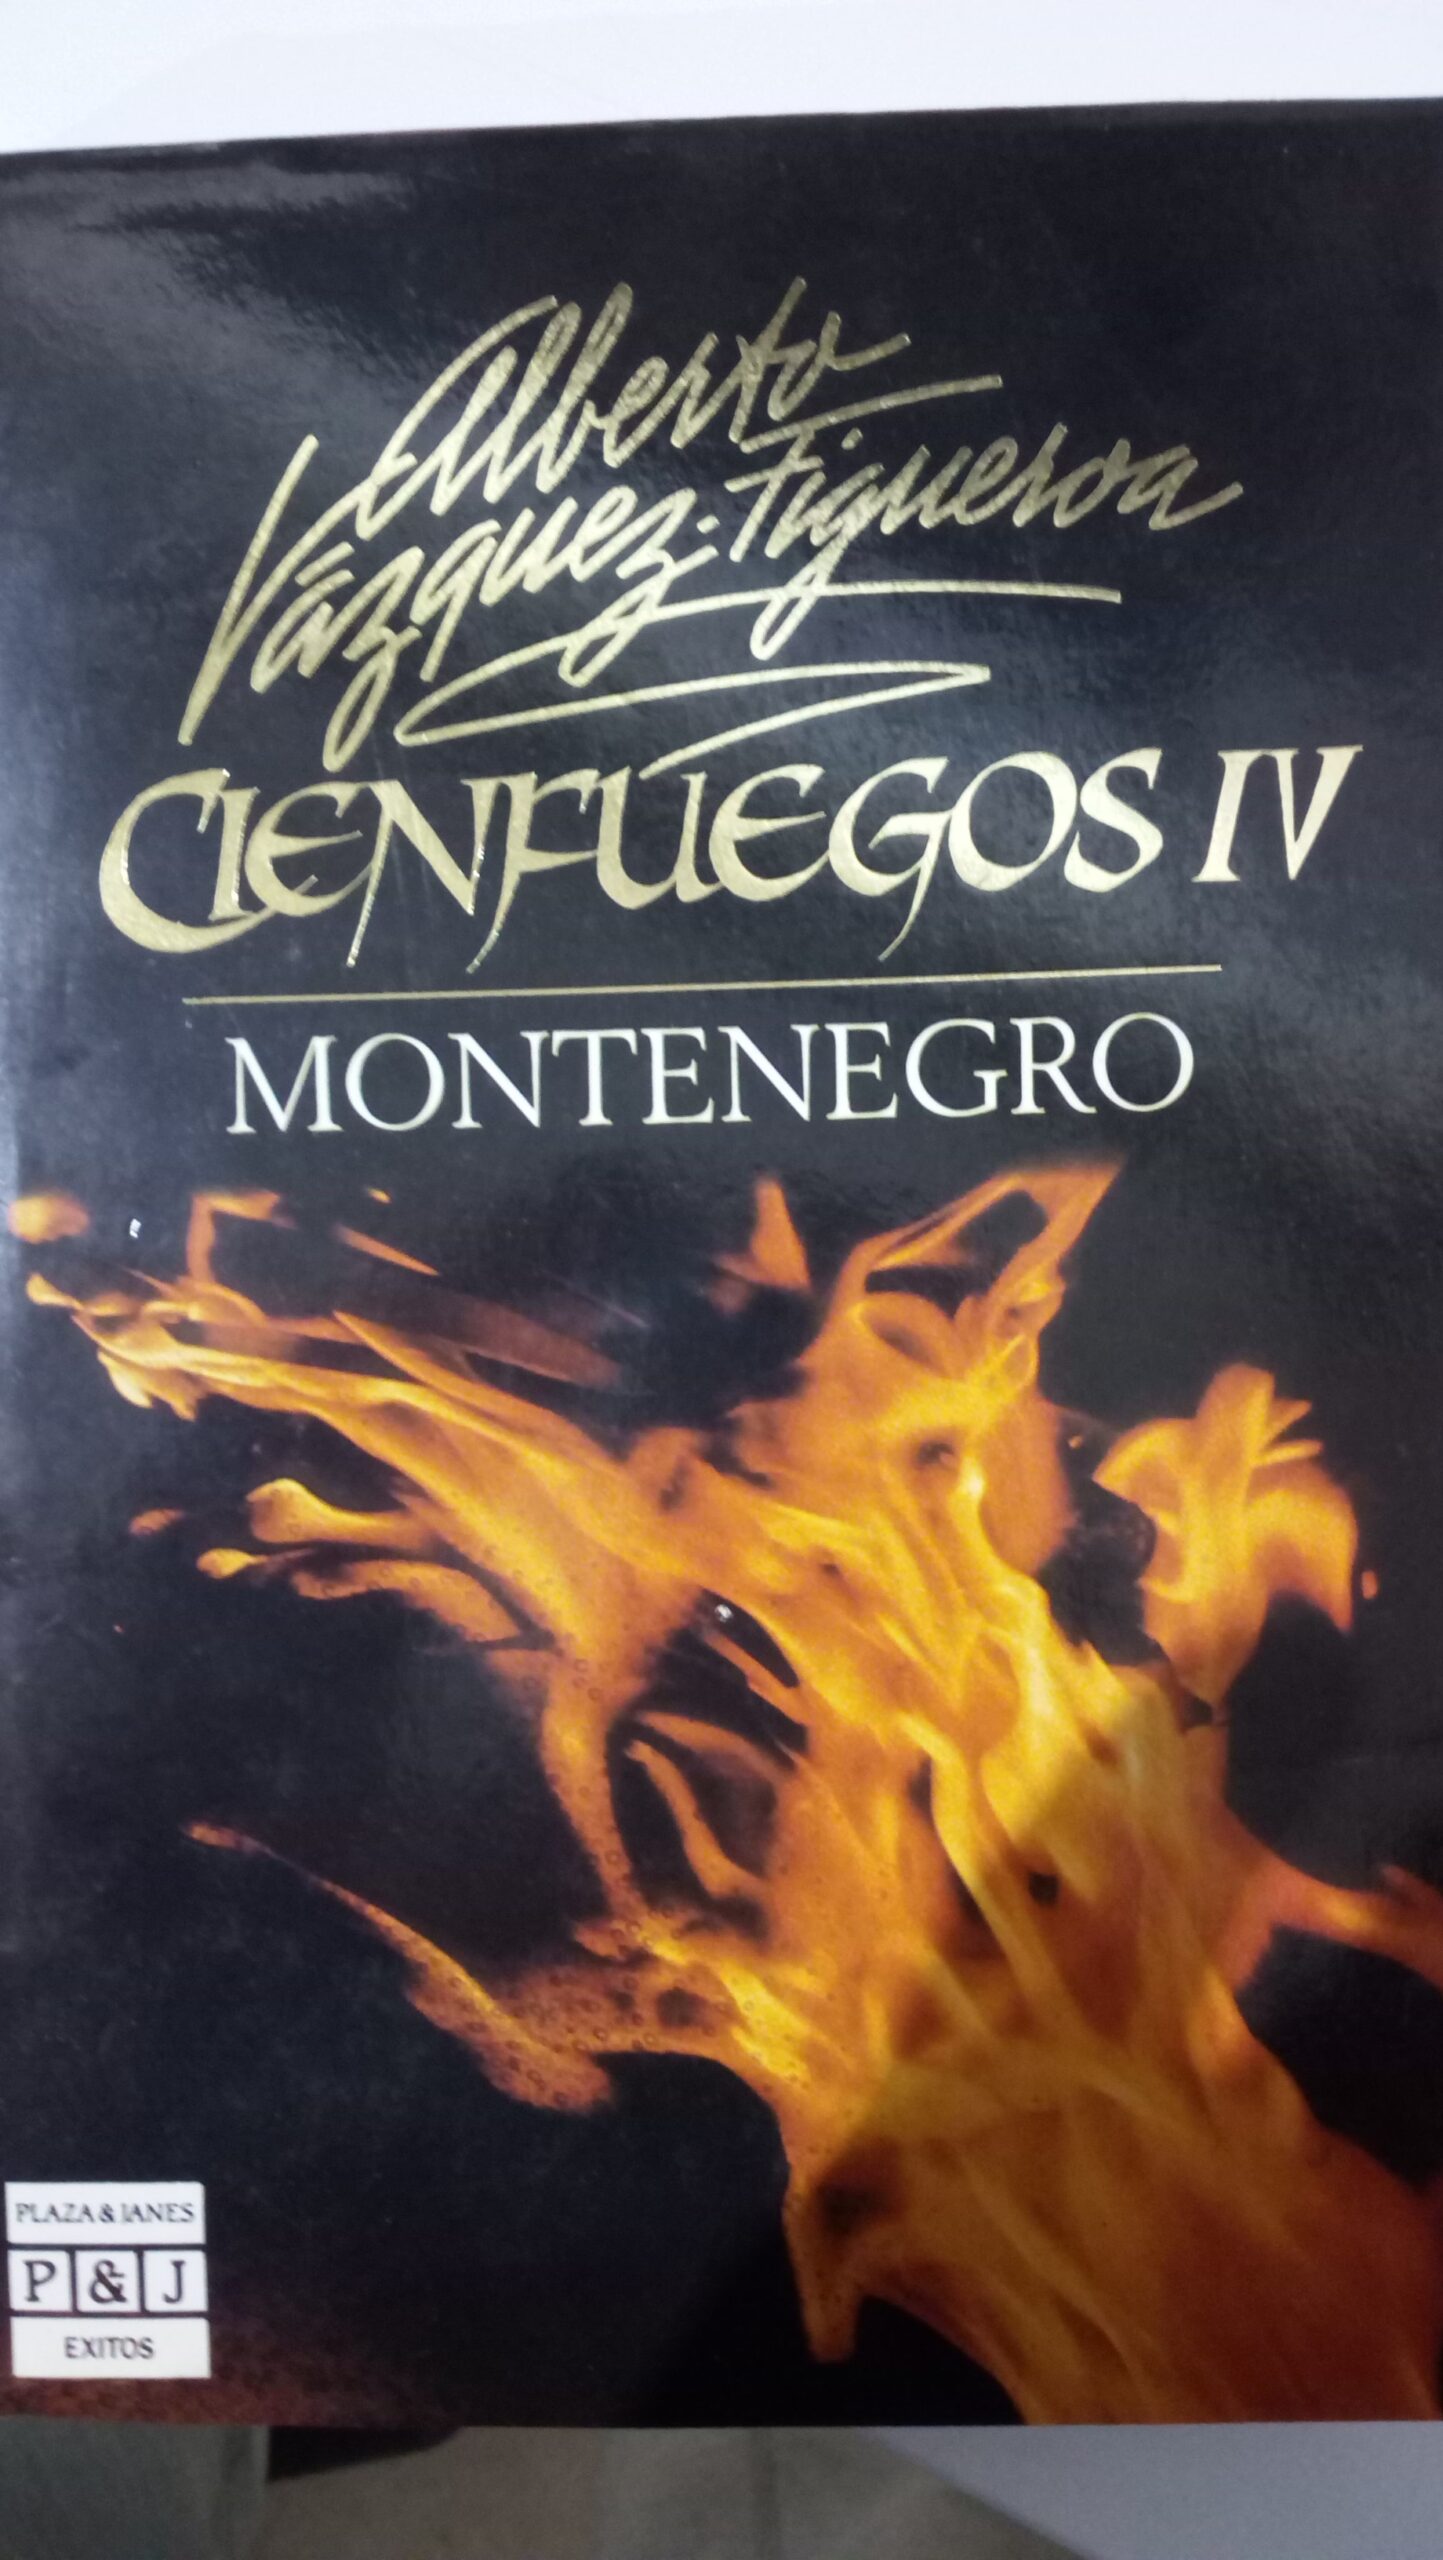 Alberto
Vázquez-Figueroa
CIENFUEGOS IV
MONTENEGRO
PLAZA & JANES
P & J
EXITOS